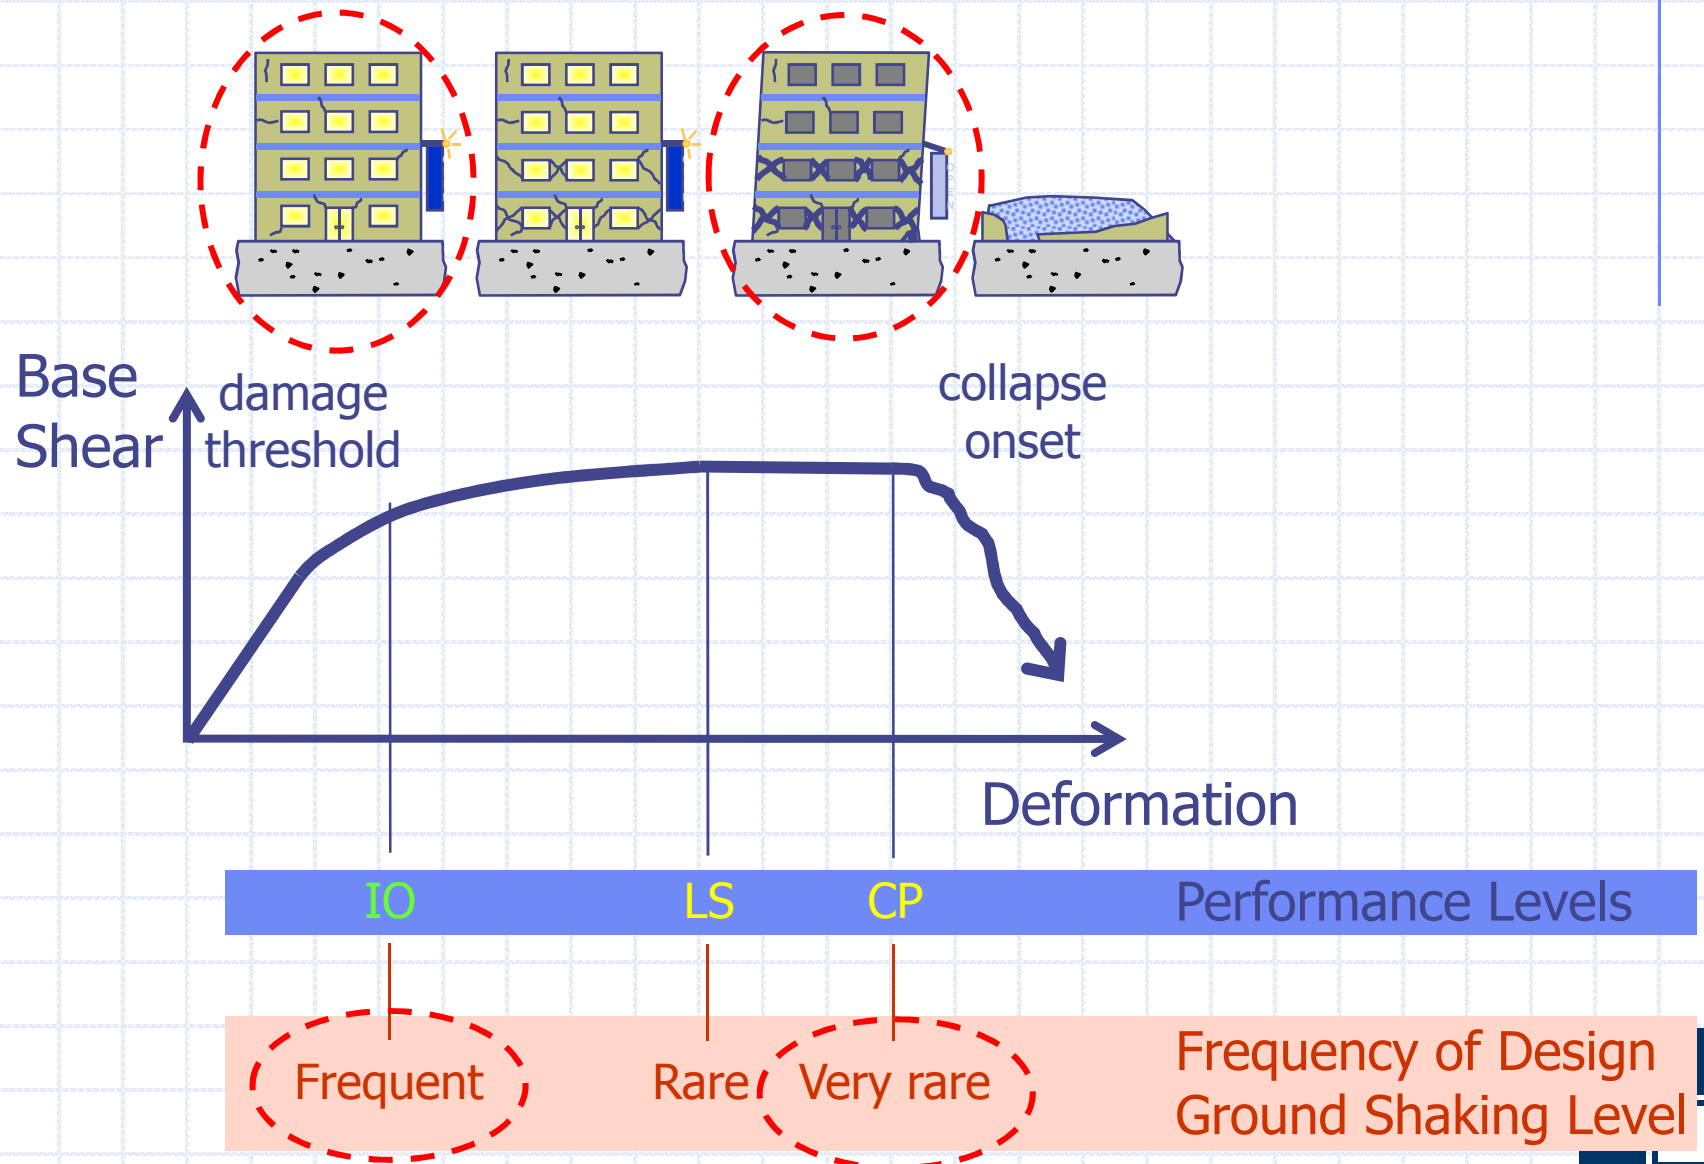 Base
Shear
damage
threshold
collapse
onset
Deformation
IO LS CP Performance Levels
Frequent Rare Very rare
Frequency of Design
Ground Shaking Level